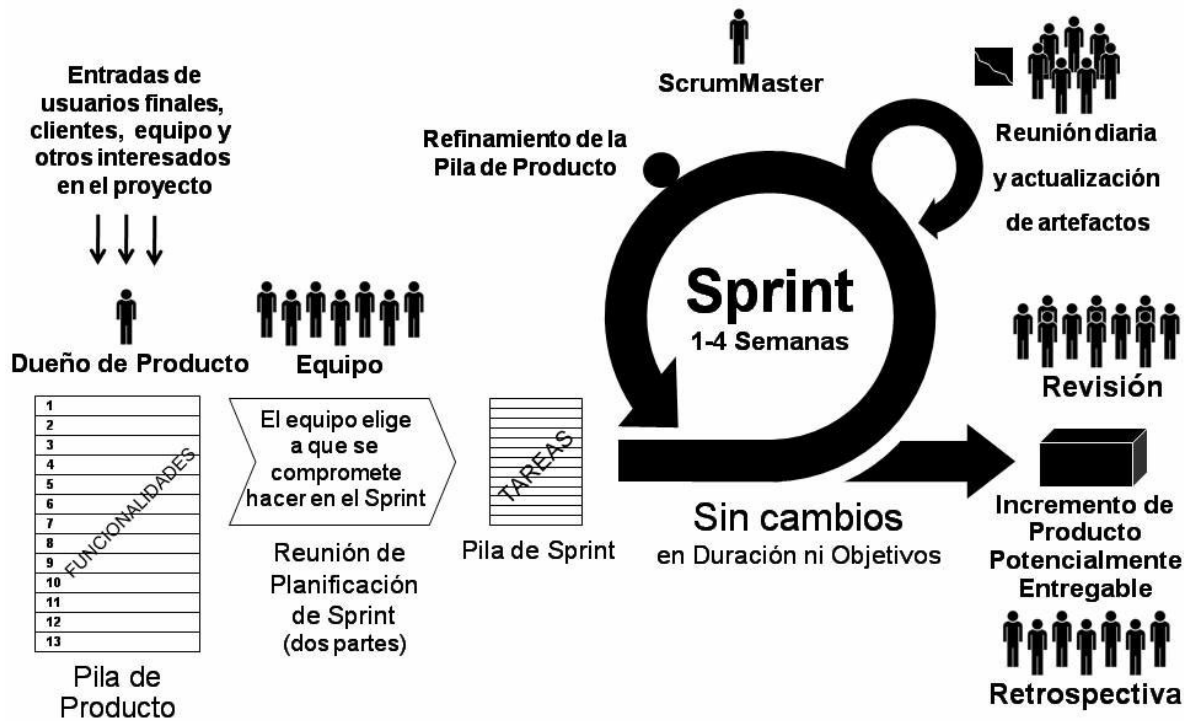 Entradas de
usuarios finales,
clientes, equipo y
otros interesados
en el proyecto
Dueño de Producto
1
2
3
4
5
6
7
8
9
10
11
12
13
FUNCIONALIDADES
Pila de
Producto
Equipo
El equipo elige
a que se
compromete
hacer en el Sprint
Reunión de
Planificación
de Sprint
(dos partes)
TAREAS
Pila de Sprint
ScrumMaster
Refinamiento de la
Pila de Producto
Sprint
1-4 Semanas
Sin cambios
en Duración ni Objetivos
Reunión diaria
y actualización
de artefactos
Revisión
Incremento de
Producto
Potencialmente
Entregable
Retrospectiva